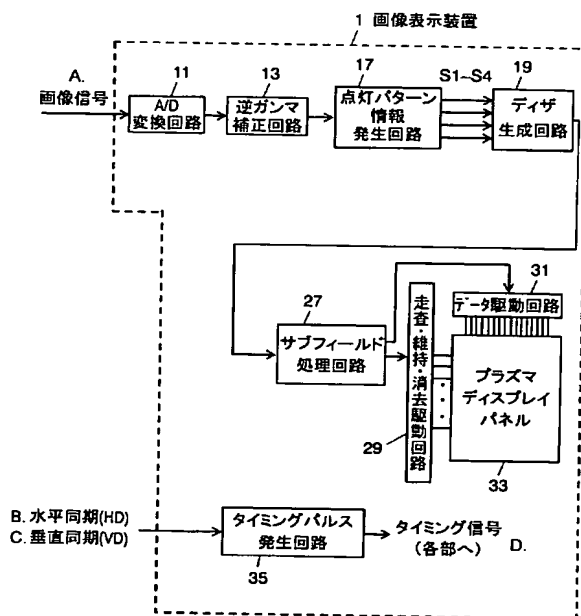 1 画像表示装置
A.
画像信号
11
A/D
変換回路
13
逆ガンマ
補正回路
17
点灯パターン
情報
発生回路
S1~S4
19
ディザ
生成回路
27
サブフィールド
処理回路
走査・維持・消去駆動回路
29
31
データ駆動回路
プラズマ
ディスプレイ
パネル
33
B. 水平同期(HD)
C. 垂直同期(VD)
タイミングパルス
発生回路
35
タイミング信号
(各部へ) D.